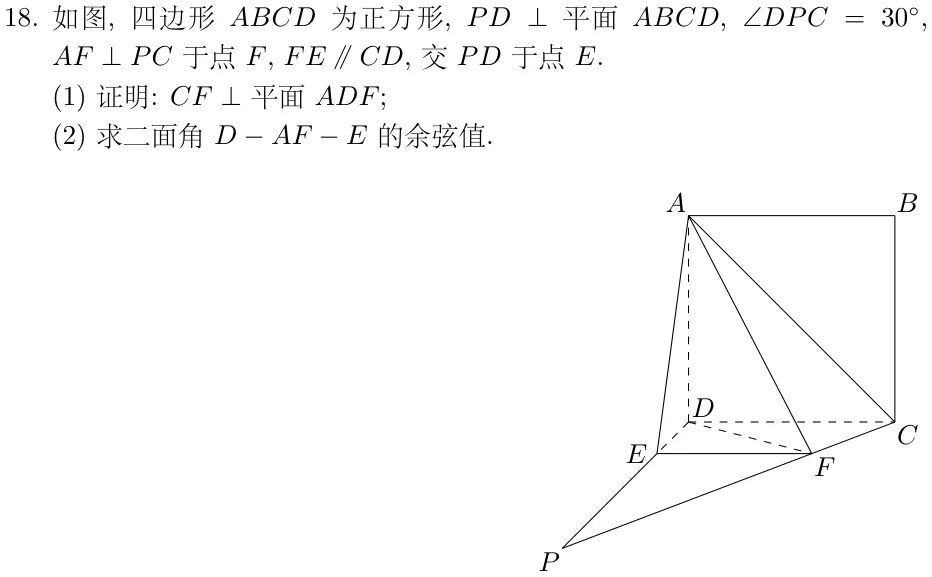 18. 如图, 四边形 ABCD 为正方形, PD ⊥ 平面 ABCD, ∠DPC = 30°,
AF ⊥ PC 于点 F, FE ∥ CD, 交 PD 于点 E.
(1) 证明: CF ⊥ 平面 ADF;
(2) 求二面角 D − AF − E 的余弦值.
A
B
D
C
E
F
P